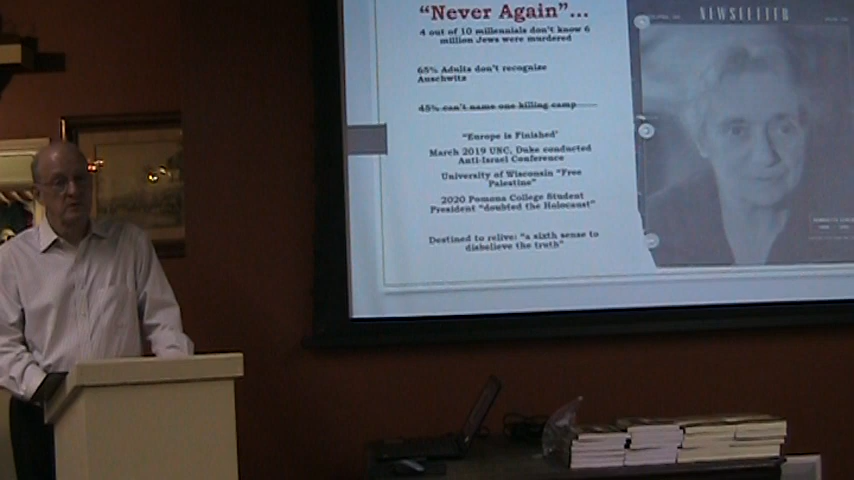 "Never Again"...
4 out of 10 millennials don't know 6
million Jews were murdered
65% Adults don't recognize
Auschwitz
45% can't name one killing camp
"Europe is Finished'
March 2019 UNC, Duke conducted
Anti-Israel Conference
University of Wisconsin "Free
Palestine"
2020 Pomona College Student
President "doubted the Holocaust"
Destined to relive: "a sixth sense to
disbelieve the truth"
NEWSLETTER